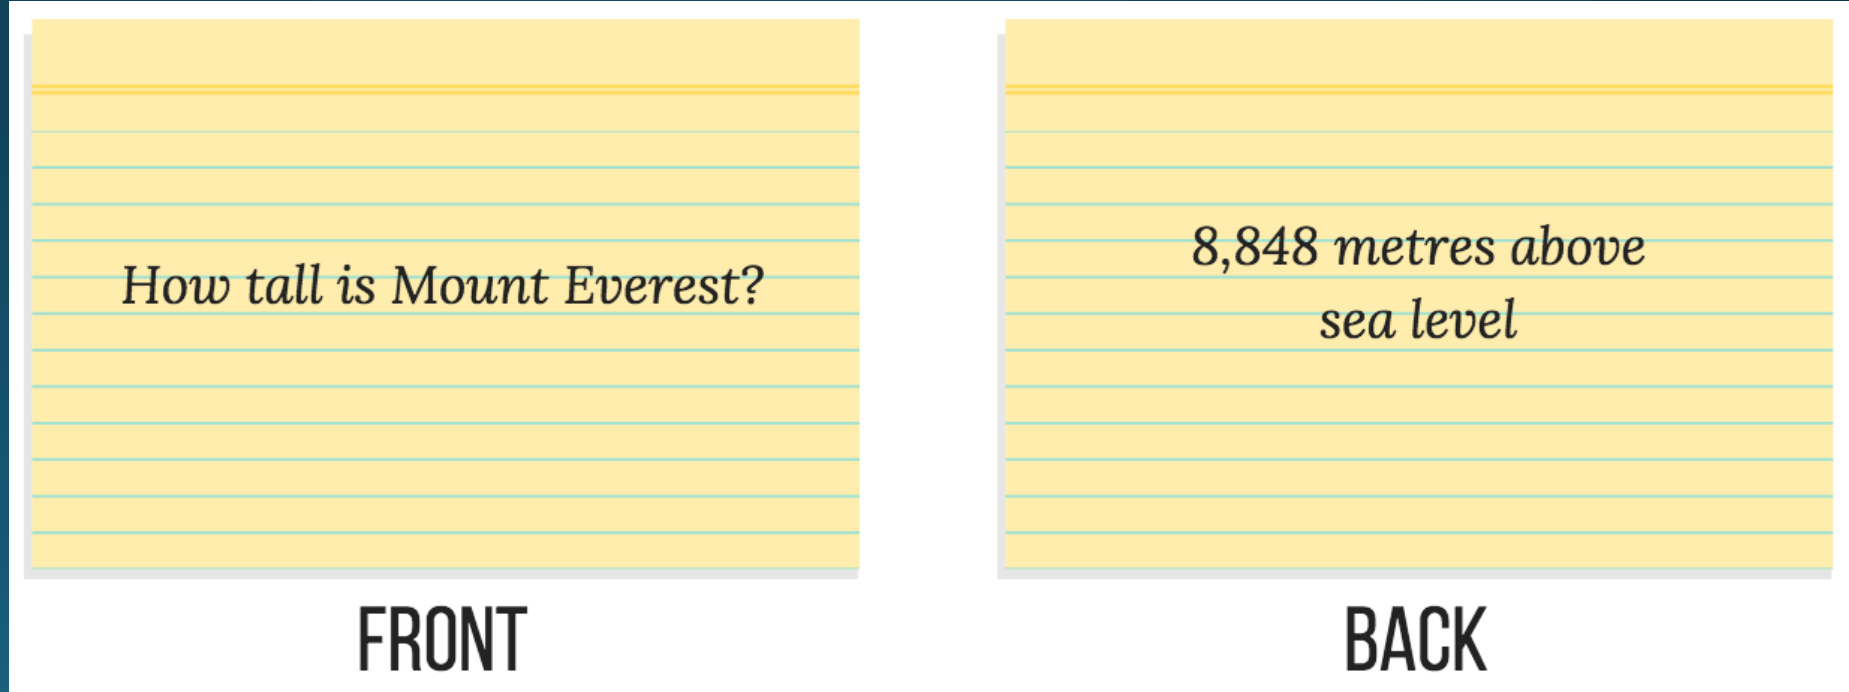 How tall is Mount Everest?
FRONT
8,848 metres above
sea level
BACK